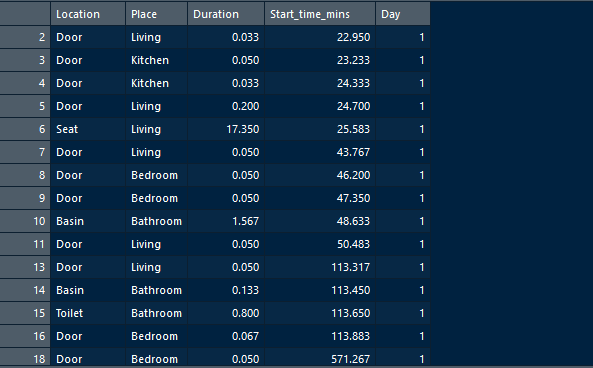 Location Place Duration Start_time_mins Day
2 Door Living 0.033 22.950 1
3 Door Kitchen 0.050 23.233 1
4 Door Kitchen 0.033 24.333 1
5 Door Living 0.200 24.700 1
6 Seat Living 17.350 25.583 1
7 Door Living 0.050 43.767 1
8 Door Bedroom 0.050 46.200 1
9 Door Bedroom 0.050 47.350 1
10 Basin Bathroom 1.567 48.633 1
11 Door Living 0.050 50.483 1
13 Door Living 0.050 113.317 1
14 Basin Bathroom 0.133 113.450 1
15 Toilet Bathroom 0.800 113.650 1
16 Door Bedroom 0.067 113.883 1
18 Door Bedroom 0.050 571.267 1